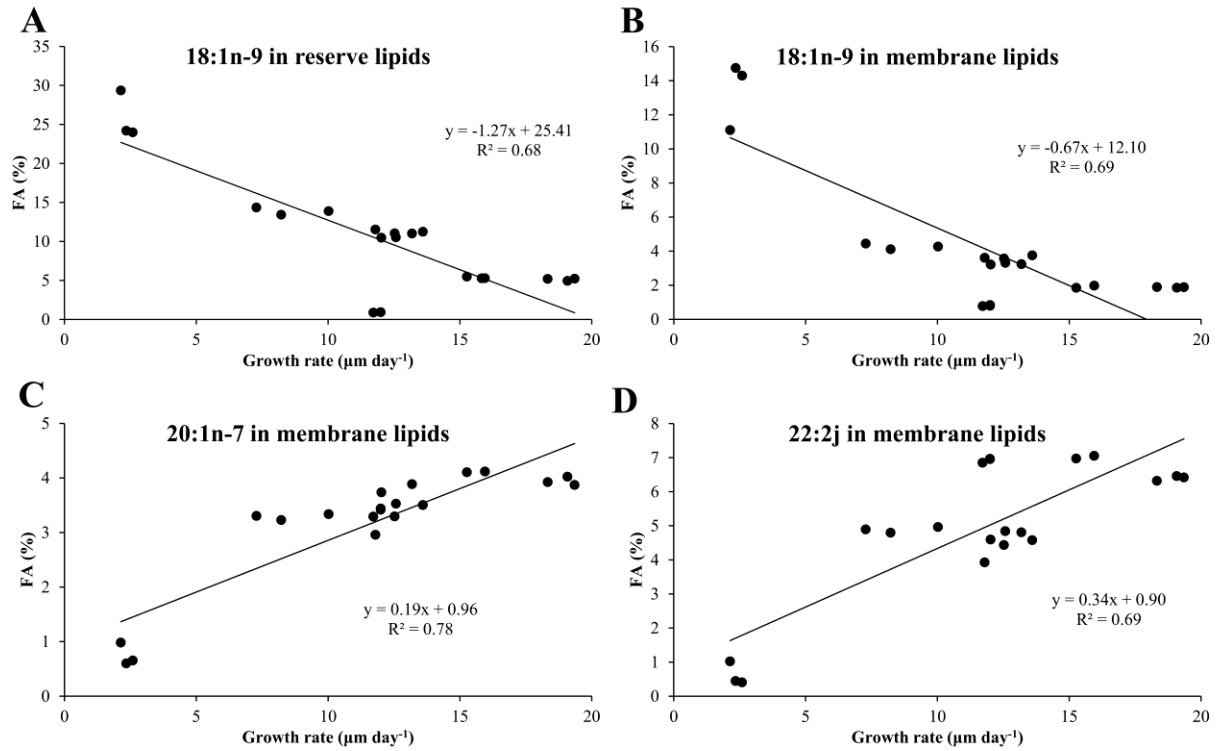 A
18:1n-9 in reserve lipids
35
30
25
20
15
10
5
0
FA (%)
y = -1.27x + 25.41
R² = 0.68
0 5 10 15 20
Growth rate (µm day⁻¹)
B
18:1n-9 in membrane lipids
16
14
12
10
8
6
4
2
0
FA (%)
y = -0.67x + 12.10
R² = 0.69
0 5 10 15 20
Growth rate (µm day⁻¹)
C
20:1n-7 in membrane lipids
5
4
3
2
1
0
FA (%)
y = 0.19x + 0.96
R² = 0.78
0 5 10 15 20
Growth rate (µm day⁻¹)
D
22:2j in membrane lipids
8
7
6
5
4
3
2
1
0
FA (%)
y = 0.34x + 0.90
R² = 0.69
0 5 10 15 20
Growth rate (µm day⁻¹)